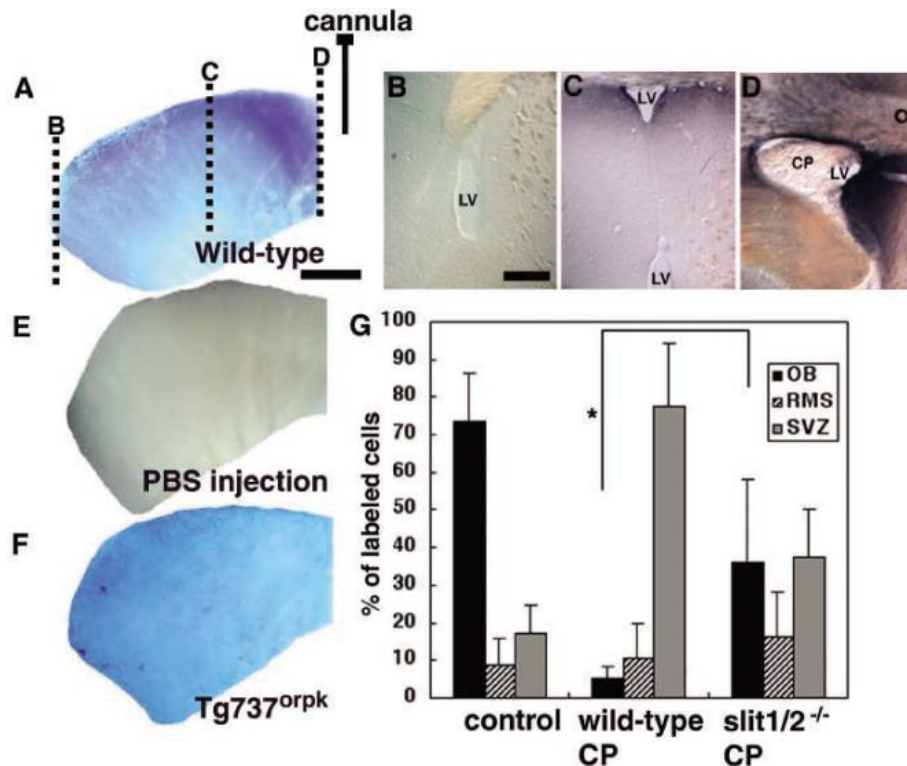 cannula
A
B
C
D
Wild-type
B
LV
C
LV
LV
D
CP
LV
E
PBS injection
F
Tg737orpk
G
% of labeled cells
100
90
80
70
60
50
40
30
20
10
0
*
OB
RMS
SVZ
control
wild-type CP
slit1/2 -/- CP